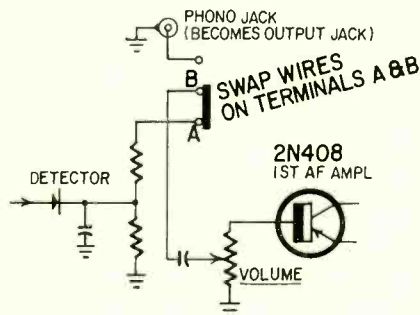 PHONO JACK
(BECOMES OUTPUT JACK)
B
SWAP WIRES
ON TERMINALS A & B
A
2N408
1ST AF AMPL
DETECTOR
VOLUME